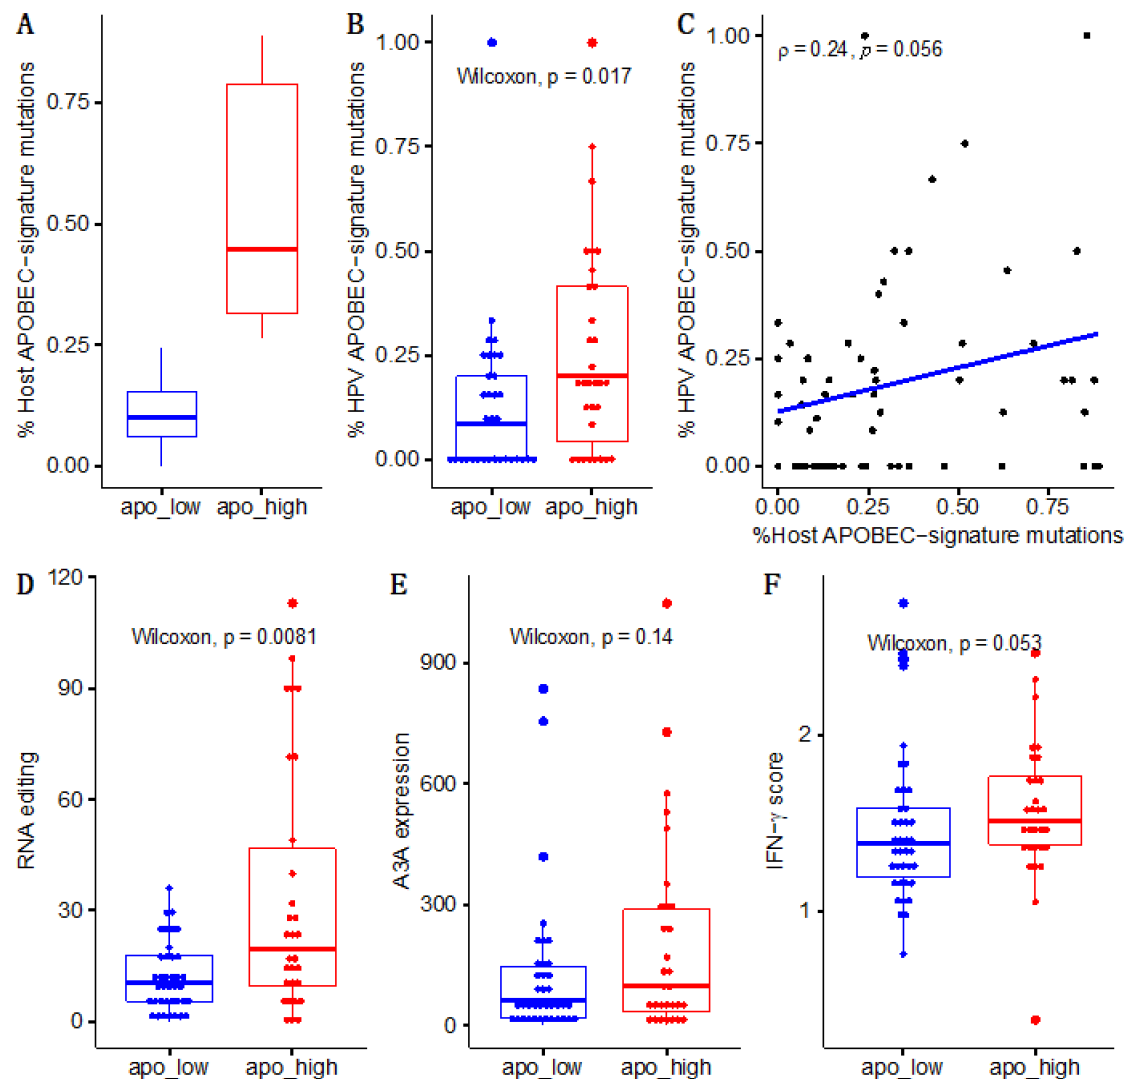 A
% Host APOBEC−signature mutations
0.75
0.50
0.25
0.00
apo_low apo_high
B
% HPV APOBEC−signature mutations
1.00
0.75
0.50
0.25
0.00
Wilcoxon, p = 0.017
apo_low apo_high
C
% HPV APOBEC−signature mutations
1.00
0.75
0.50
0.25
0.00
ρ = 0.24, p = 0.056
0.00 0.25 0.50 0.75
%Host APOBEC−signature mutations
D
RNA editing
120
90
60
30
0
Wilcoxon, p = 0.0081
apo_low apo_high
E
A3A expression
900
600
300
0
Wilcoxon, p = 0.14
apo_low apo_high
F
IFN−γ score
2
1
Wilcoxon, p = 0.053
apo_low apo_high